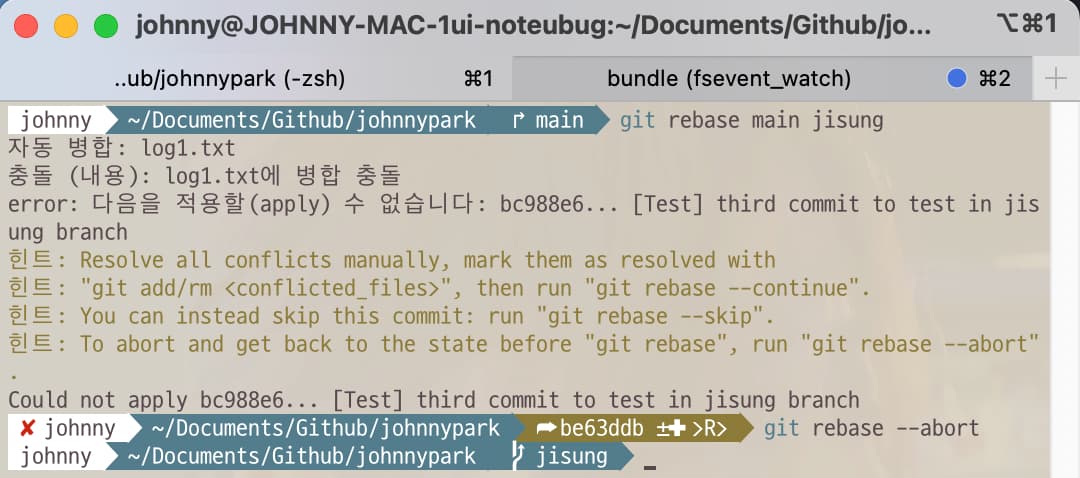 johnny@JOHNNY-MAC-1ui-noteubug:~/Documents/Github/jo... ⌥⌘1
..ub/johnnypark (-zsh) ⌘1 bundle (fsevent_watch) ⌘2
johnny ~/Documents/Github/johnnypark main git rebase main jisung
자동 병합: log1.txt
충돌 (내용): log1.txt에 병합 충돌
error: 다음을 적용할(apply) 수 없습니다: bc988e6... [Test] third commit to test in jis
ung branch
힌트: Resolve all conflicts manually, mark them as resolved with
힌트: "git add/rm <conflicted_files>", then run "git rebase --continue".
힌트: You can instead skip this commit: run "git rebase --skip".
힌트: To abort and get back to the state before "git rebase", run "git rebase --abort"
.
Could not apply bc988e6... [Test] third commit to test in jisung branch
✘ johnny ~/Documents/Github/johnnypark ➦be63ddb ±✚ >R> git rebase --abort
johnny ~/Documents/Github/johnnypark jisung